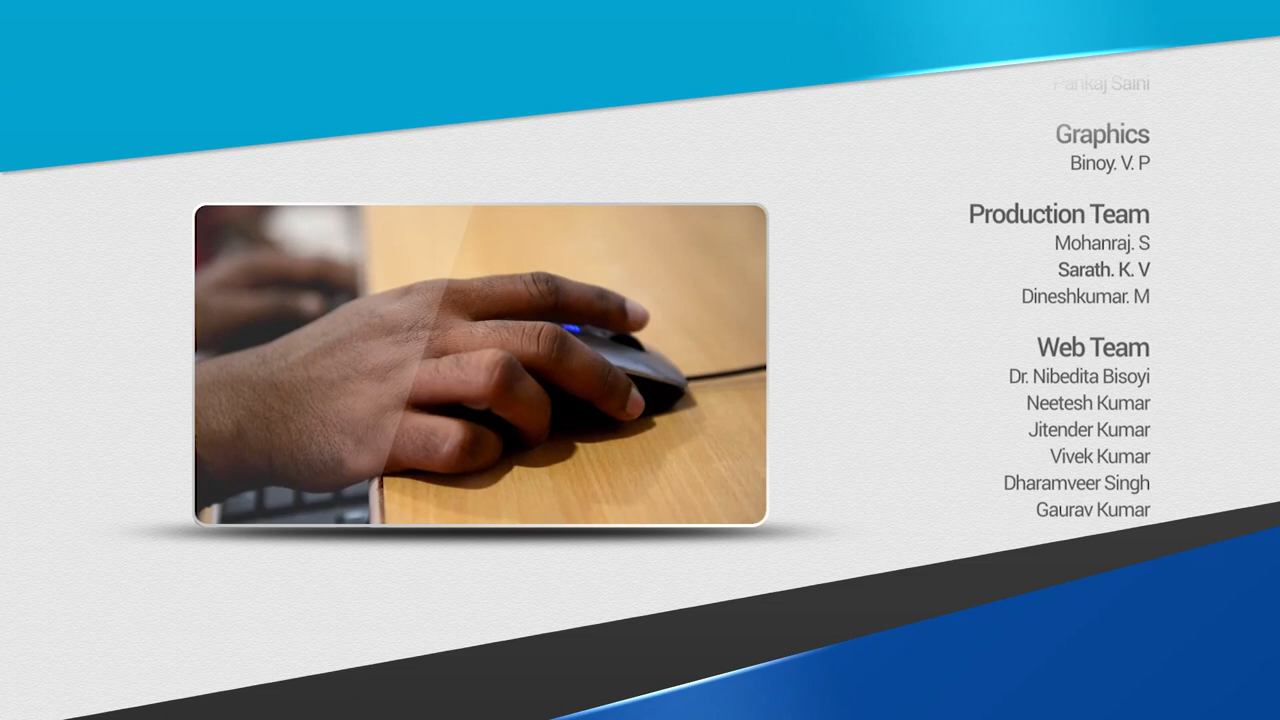 Pankaj Saini
Graphics
Binoy. V. P
Production Team
Mohanraj. S
Sarath. K. V
Dineshkumar. M
Web Team
Dr. Nibedita Bisoyi
Neetesh Kumar
Jitender Kumar
Vivek Kumar
Dharamveer Singh
Gaurav Kumar